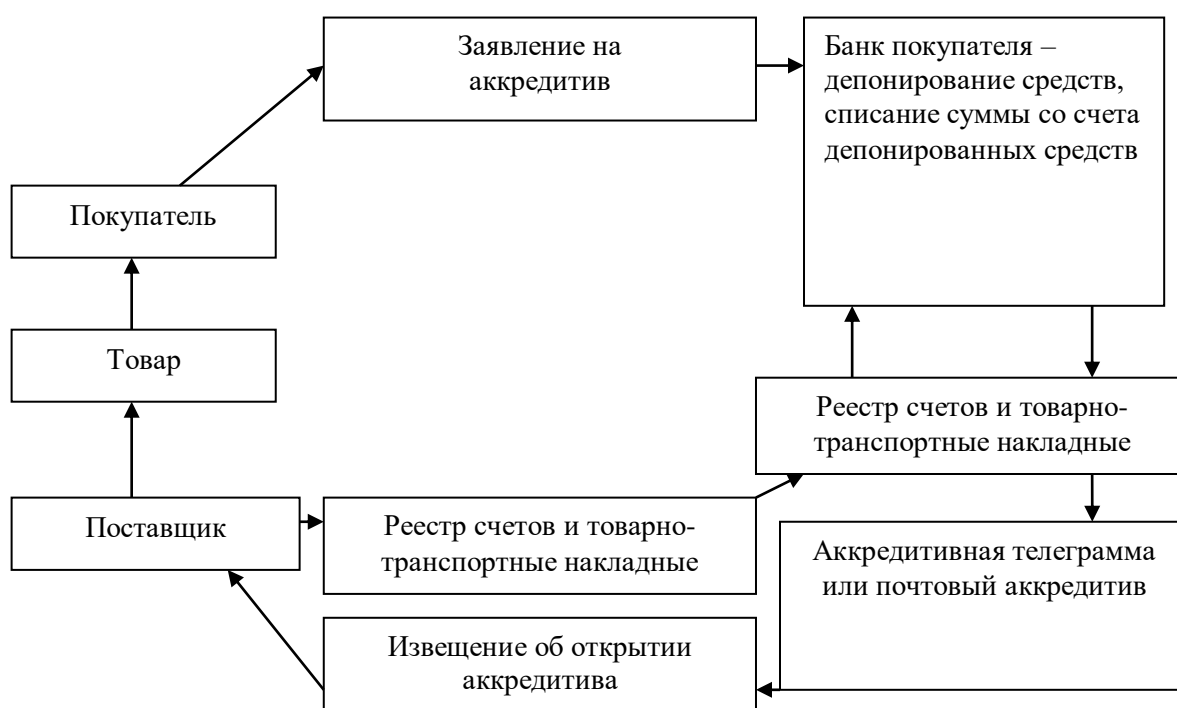 Заявление на
аккредитив
Банк покупателя –
депонирование средств,
списание суммы со счета
депонированных средств
Покупатель
Товар
Реестр счетов и товарно-
транспортные накладные
Поставщик
Реестр счетов и товарно-
транспортные накладные
Аккредитивная телеграмма
или почтовый аккредитив
Извещение об открытии
аккредитива